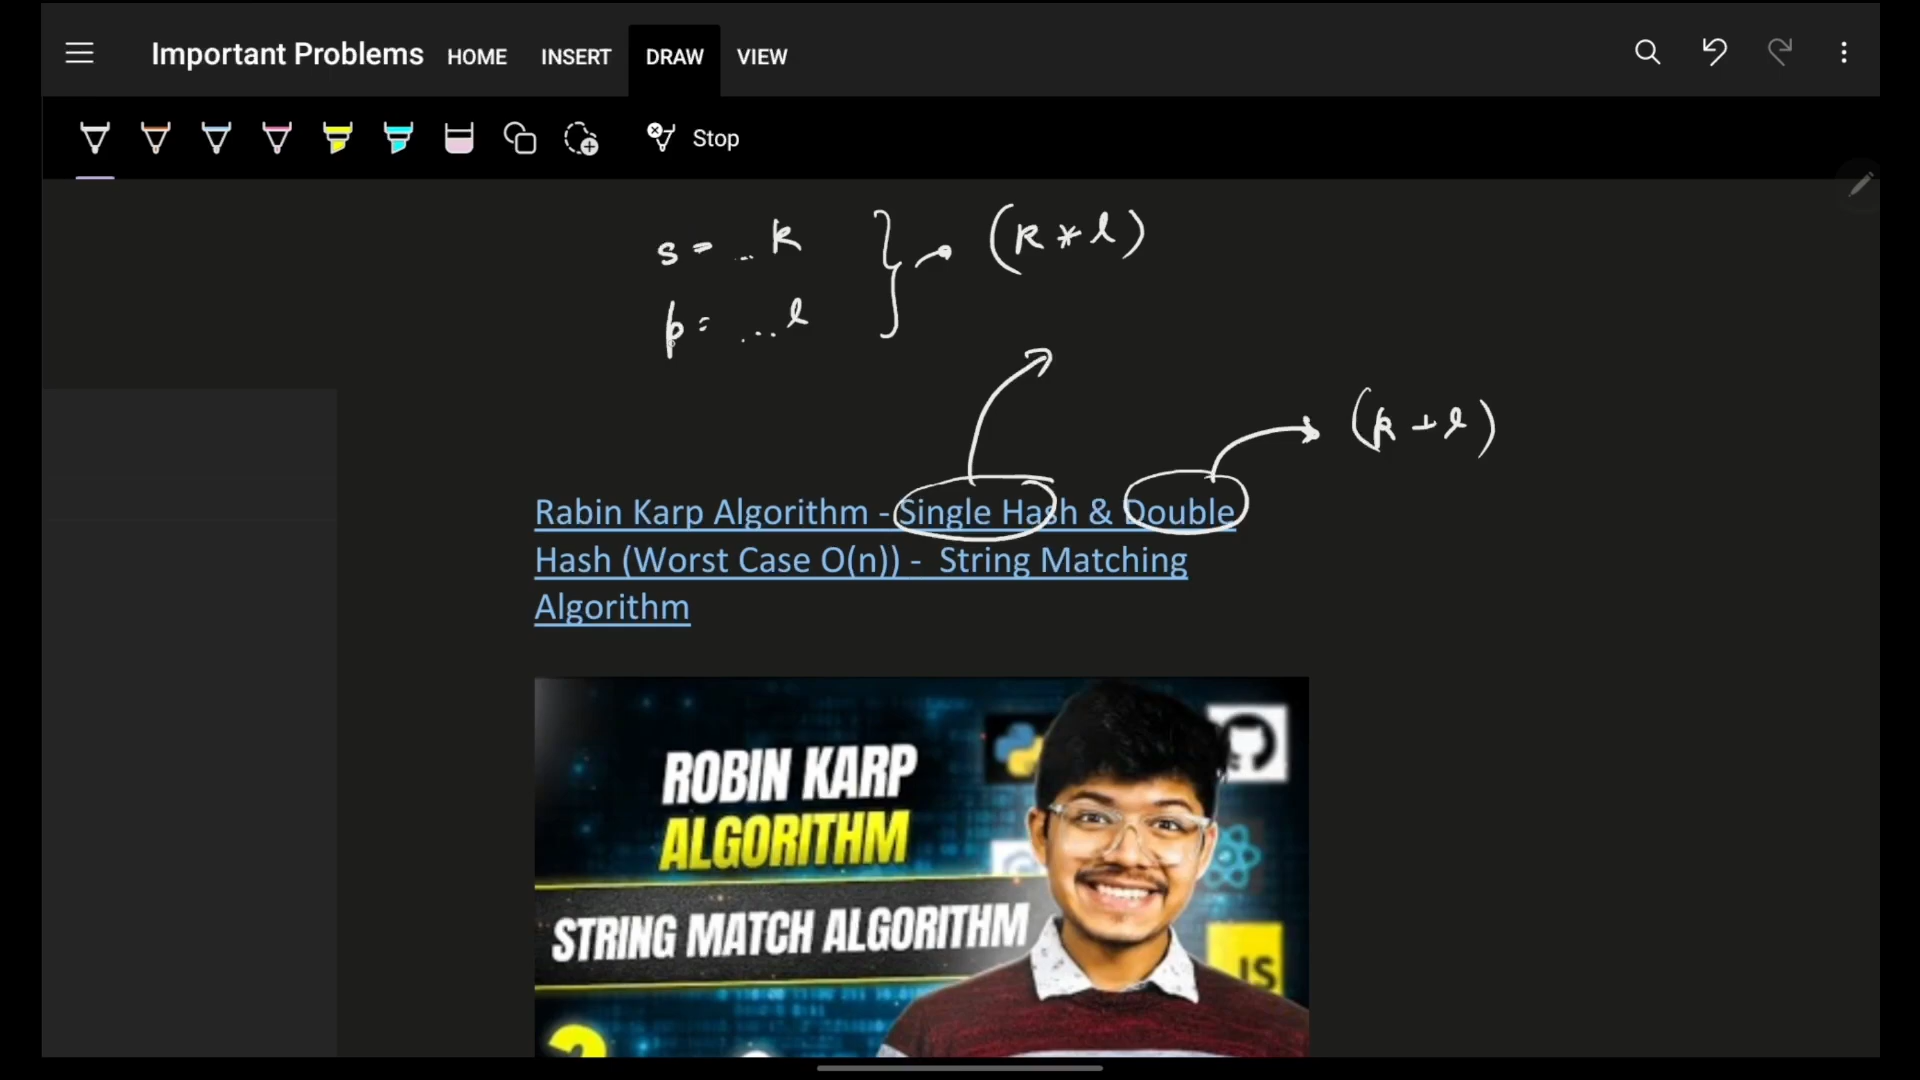 Important Problems HOME INSERT DRAW VIEW
Stop
s = .. k } → (k * l)
p = ... l
(k + l)
Rabin Karp Algorithm - Single Hash & Double
Hash (Worst Case O(n)) - String Matching
Algorithm
ROBIN KARP
ALGORITHM
STRING MATCH ALGORITHM
JS
?